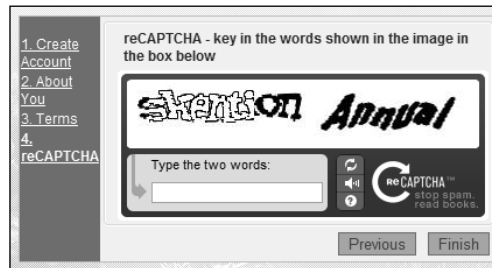 1. Create
Account
2. About
You
3. Terms
4.
reCAPTCHA
reCAPTCHA - key in the words shown in the image in
the box below
skention Annual
Type the two words:
?
reCAPTCHA™
stop spam.
read books.
Previous Finish